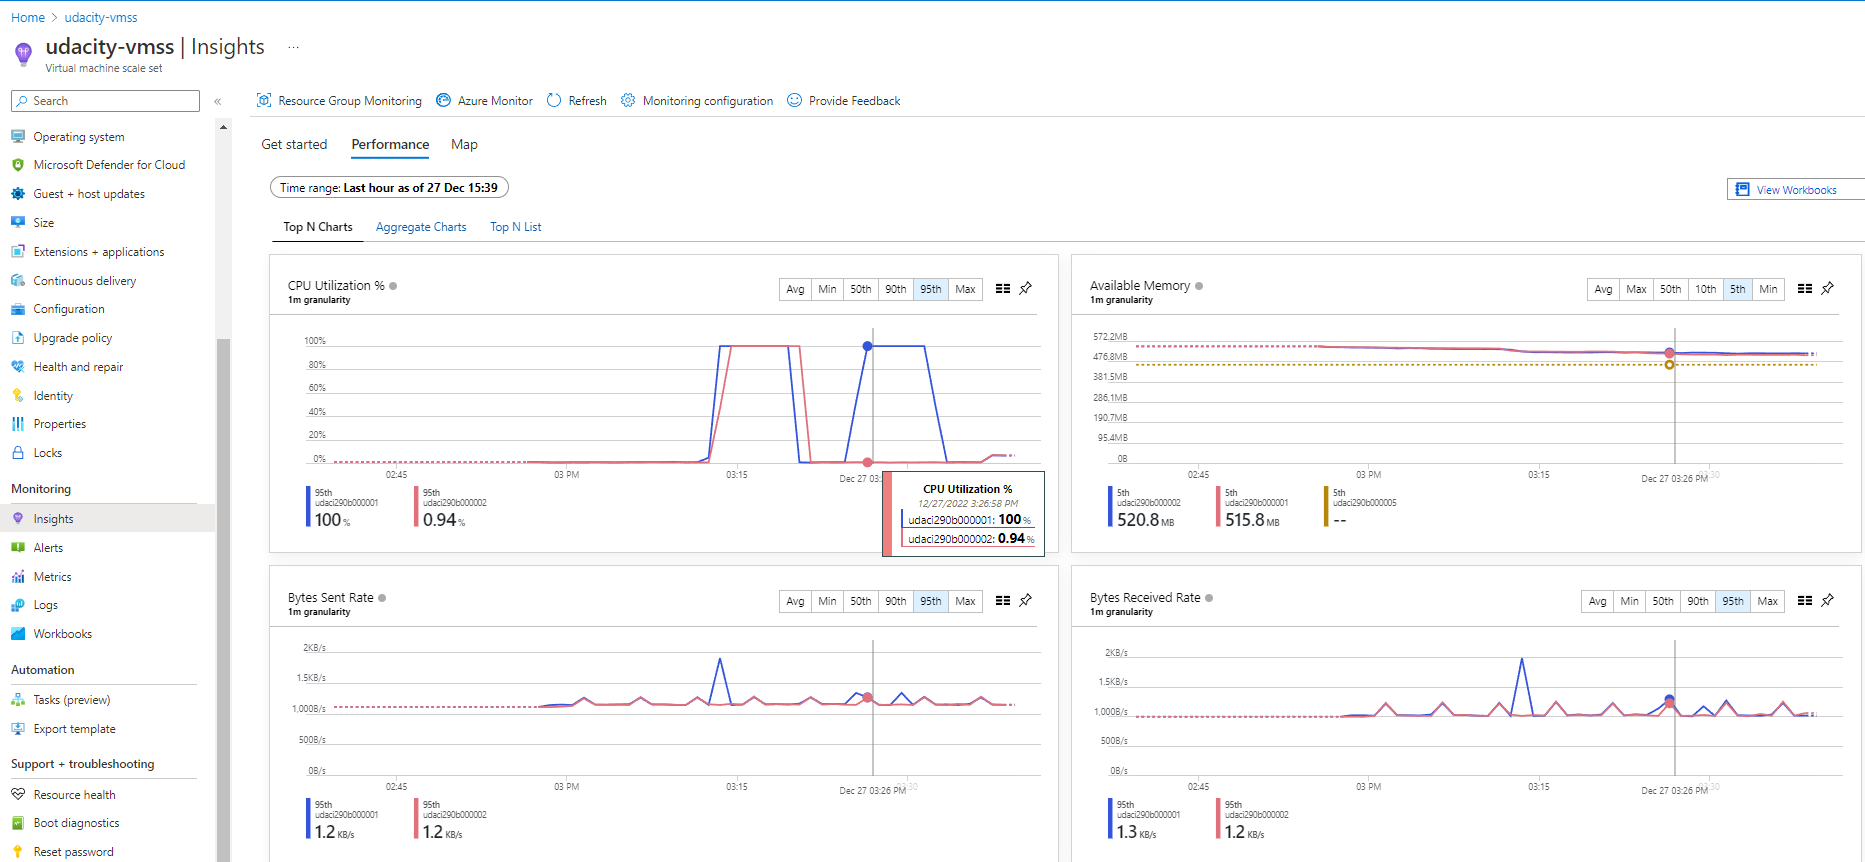 Home > udacity-vmss
udacity-vmss | Insights ...
Virtual machine scale set
Search
«
Operating system
Microsoft Defender for Cloud
Guest + host updates
Size
Extensions + applications
Continuous delivery
Configuration
Upgrade policy
Health and repair
Identity
Properties
Locks
Monitoring
Insights
Alerts
Metrics
Logs
Workbooks
Automation
Tasks (preview)
Export template
Support + troubleshooting
Resource health
Boot diagnostics
Reset password
Resource Group Monitoring Azure Monitor Refresh Monitoring configuration Provide Feedback
Get started Performance Map
Time range: Last hour as of 27 Dec 15:39
View Workbooks
Top N Charts Aggregate Charts Top N List
CPU Utilization %
1m granularity
Avg Min 50th 90th 95th Max
100%
80%
60%
40%
20%
0%
02:45 03 PM 03:15 Dec 27 03:
95th
udaci290b000001
100 %
95th
udaci290b000002
0.94 %
CPU Utilization %
12/27/2022 3:26:58 PM
udaci290b000001: 100 %
udaci290b000002: 0.94 %
Available Memory
1m granularity
Avg Max 50th 10th 5th Min
572.2MB
476.8MB
381.5MB
286.1MB
190.7MB
95.4MB
0B
02:45 03 PM 03:15 Dec 27 03:26 PM :30
5th
udaci290b000002
520.8 MB
5th
udaci290b000001
515.8 MB
5th
udaci290b000005
--
Bytes Sent Rate
1m granularity
Avg Min 50th 90th 95th Max
2KB/s
1.5KB/s
1,000B/s
500B/s
0B/s
02:45 03 PM 03:15 Dec 27 03:26 PM :30
95th
udaci290b000001
1.2 KB/s
95th
udaci290b000002
1.2 KB/s
Bytes Received Rate
1m granularity
Avg Min 50th 90th 95th Max
2KB/s
1.5KB/s
1,000B/s
500B/s
0B/s
02:45 03 PM 03:15 Dec 27 03:26 PM :30
95th
udaci290b000001
1.3 KB/s
95th
udaci290b000002
1.2 KB/s